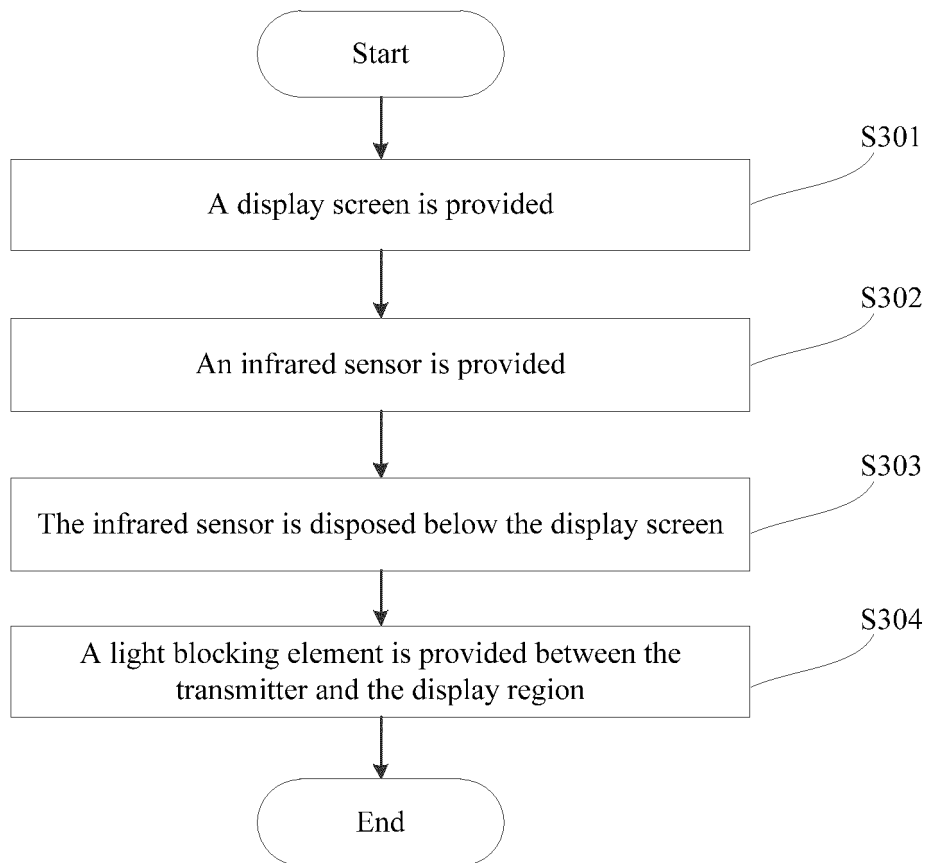 Start
S301
A display screen is provided
S302
An infrared sensor is provided
S303
The infrared sensor is disposed below the display screen
S304
A light blocking element is provided between the
transmitter and the display region
End